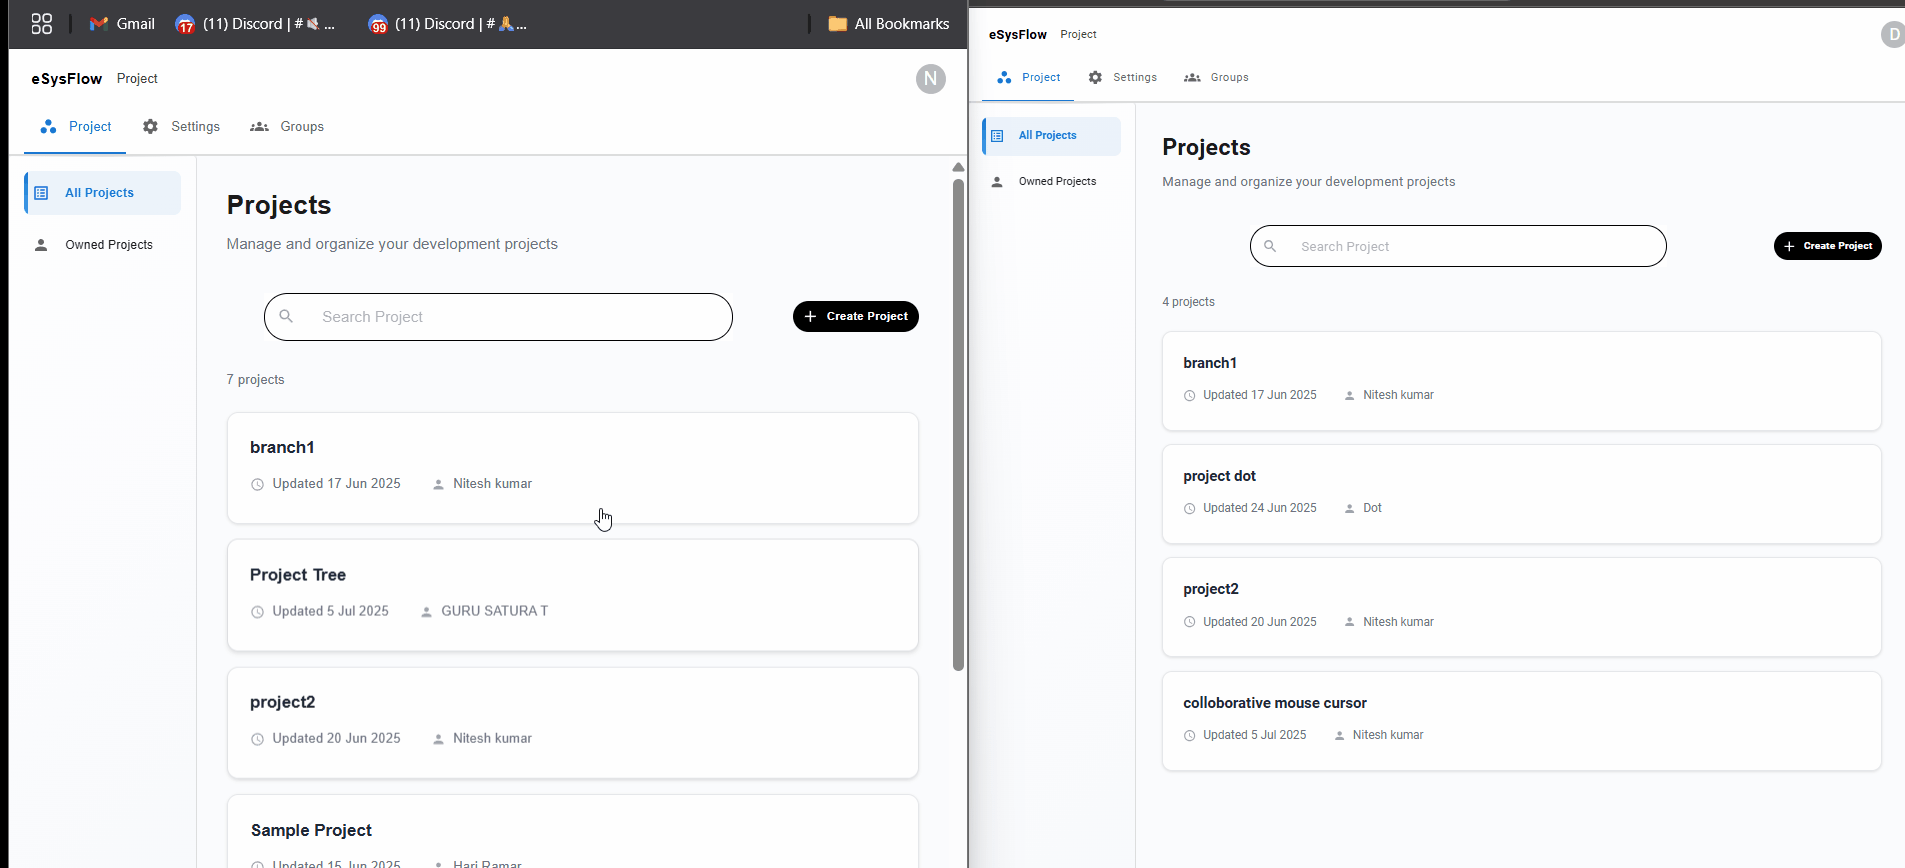 Gmail
17 (11) Discord | # ...
99 (11) Discord | # ...
All Bookmarks
eSysFlow Project
N
Project Settings Groups
All Projects
Owned Projects
Projects
Manage and organize your development projects
Search Project
+ Create Project
7 projects
branch1
Updated 17 Jun 2025 Nitesh kumar
Project Tree
Updated 5 Jul 2025 GURU SATURA T
project2
Updated 20 Jun 2025 Nitesh kumar
Sample Project
Updated 15 Jun 2025 Hari Ramar
eSysFlow Project
D
Project Settings Groups
All Projects
Owned Projects
Projects
Manage and organize your development projects
Search Project
+ Create Project
4 projects
branch1
Updated 17 Jun 2025 Nitesh kumar
project dot
Updated 24 Jun 2025 Dot
project2
Updated 20 Jun 2025 Nitesh kumar
colloborative mouse cursor
Updated 5 Jul 2025 Nitesh kumar